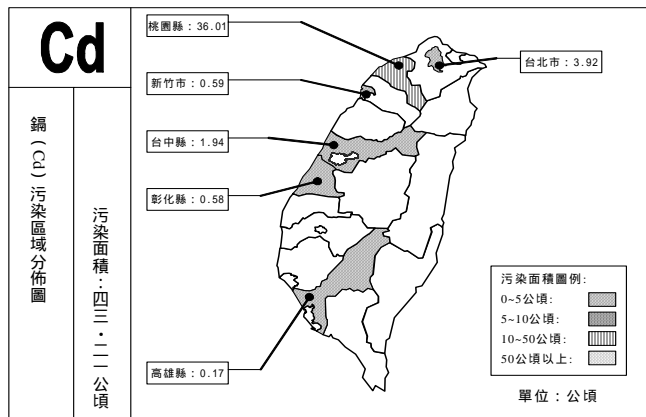 Cd
鎘(Cd)污染區域分佈圖
污染面積：四三．二一公頃
桃園縣：36.01
台北市：3.92
新竹市：0.59
台中縣：1.94
彰化縣：0.58
高雄縣：0.17
污染面積圖例:
0~5公頃:
5~10公頃:
10~50公頃:
50公頃以上:
單位：公頃